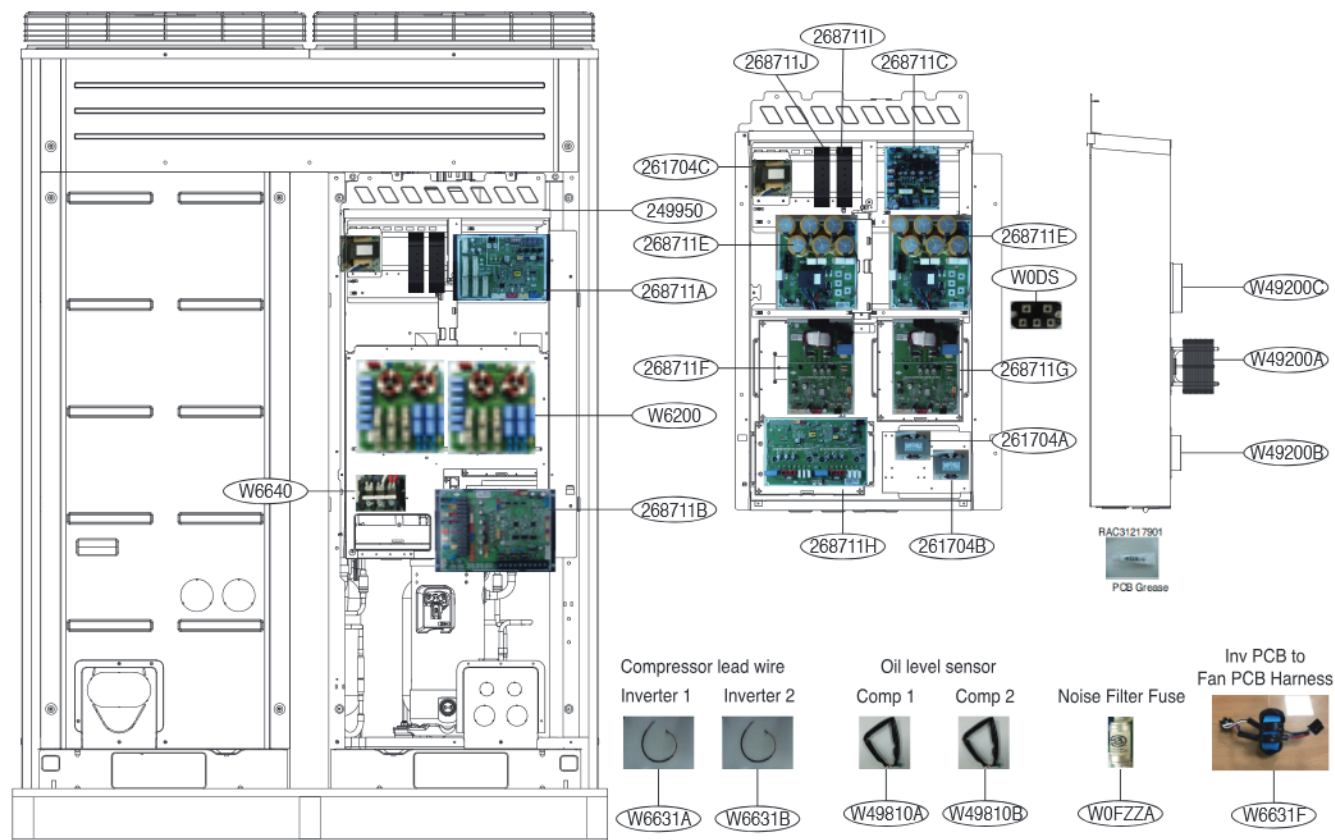 268711I
268711J
268711C
261704C
249950
268711E
268711E
W0DS
268711A
W49200C
268711F
268711G
W49200A
W6200
261704A
W49200B
W6640
268711B
268711H
261704B
RAC31217901
PCB Grease
Compressor lead wire
Inverter 1
Inverter 2
Oil level sensor
Comp 1
Comp 2
Noise Filter Fuse
Inv PCB to
Fan PCB Harness
W6631A
W6631B
W49810A
W49810B
W0FZZA
W6631F